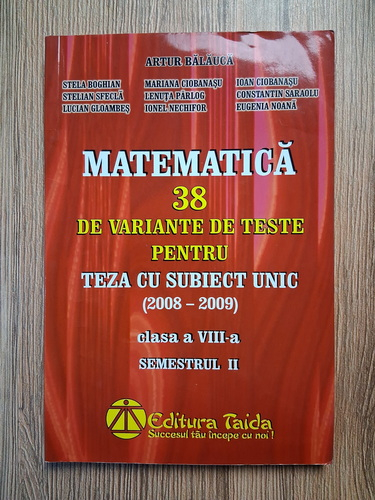 ARTUR BĂLĂUCĂ
STELA BOGHIAN MARIANA CIOBANAȘU IOAN CIOBANAȘU
STELIAN SFECLĂ LENUȚA PÂRLOG CONSTANTIN SARAOLU
LUCIAN GLOAMBEȘ IONEL NECHIFOR EUGENIA NOANĂ
MATEMATICĂ
38
DE VARIANTE DE TESTE
PENTRU
TEZA CU SUBIECT UNIC
(2008 – 2009)
clasa a VIII-a
SEMESTRUL II
Editura Taida
Succesul tău începe cu noi !